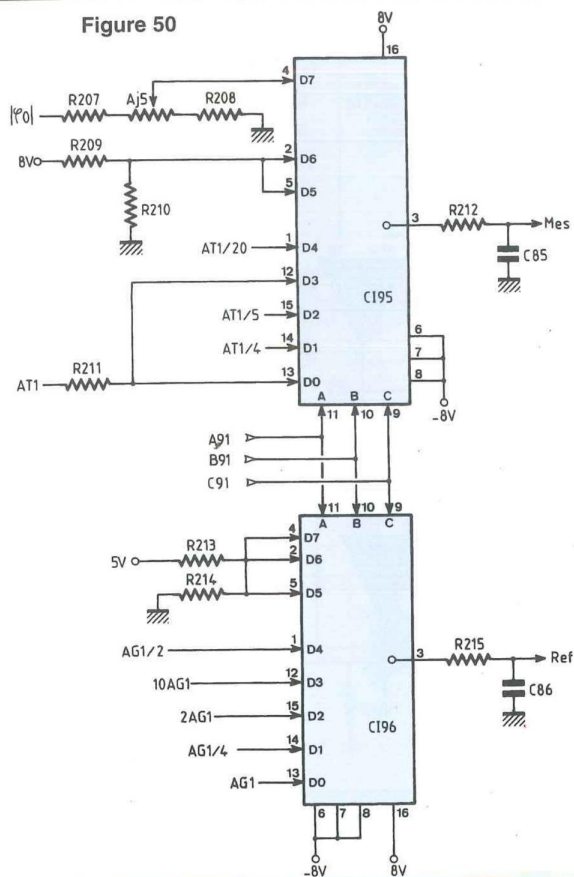 Figure 50
8V
16
4
D7
R207
Aj5
R208
|φ0|
8V
R209
2
D6
5
D5
R210
1
AT1/20
D4
3
R212
Mes
12
D3
C85
CI95
15
AT1/5
D2
14
AT1/4
D1
6
7
R211
13
AT1
D0
8
A
B
C
-8V
11
10
9
A91
B91
C91
11
10
9
A
B
C
4
D7
5V
R213
2
D6
R214
5
D5
AG1/2
1
D4
3
R215
Ref
10AG1
12
D3
C86
2AG1
15
D2
CI96
AG1/4
14
D1
AG1
13
D0
6
7
8
16
-8V
8V